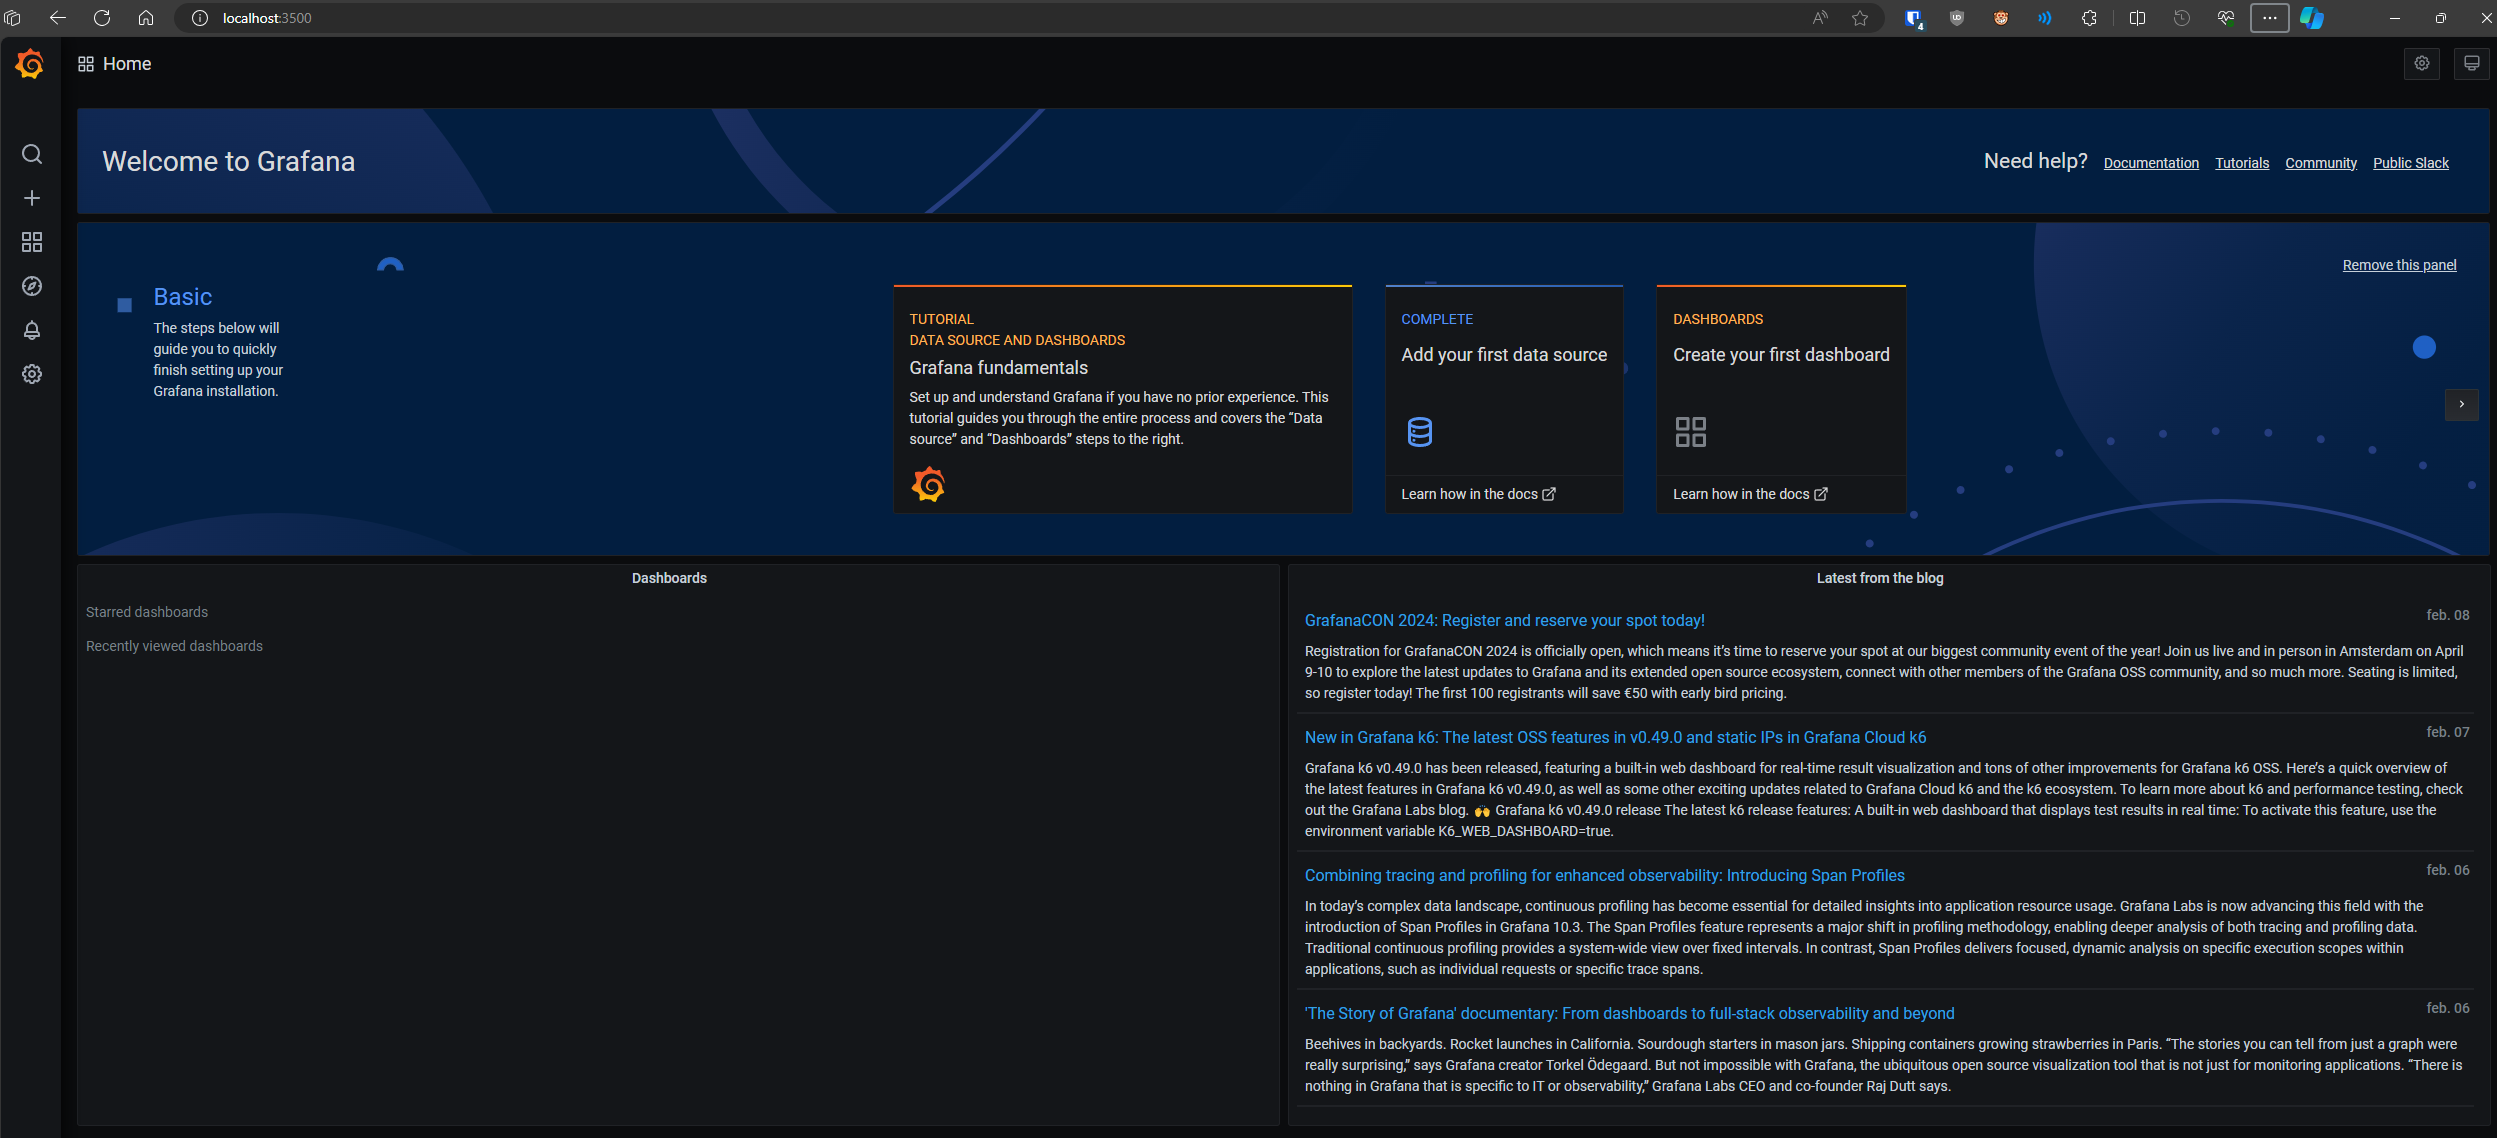 localhost:3500
4
Home
Welcome to Grafana
Need help? Documentation Tutorials Community Public Slack
Remove this panel
Basic
The steps below will
guide you to quickly
finish setting up your
Grafana installation.
TUTORIAL
DATA SOURCE AND DASHBOARDS
Grafana fundamentals
Set up and understand Grafana if you have no prior experience. This
tutorial guides you through the entire process and covers the “Data
source” and “Dashboards” steps to the right.
COMPLETE
Add your first data source
Learn how in the docs
DASHBOARDS
Create your first dashboard
Learn how in the docs
Dashboards
Starred dashboards
Recently viewed dashboards
Latest from the blog
GrafanaCON 2024: Register and reserve your spot today!
feb. 08
Registration for GrafanaCON 2024 is officially open, which means it’s time to reserve your spot at our biggest community event of the year! Join us live and in person in Amsterdam on April
9-10 to explore the latest updates to Grafana and its extended open source ecosystem, connect with other members of the Grafana OSS community, and so much more. Seating is limited,
so register today! The first 100 registrants will save €50 with early bird pricing.
New in Grafana k6: The latest OSS features in v0.49.0 and static IPs in Grafana Cloud k6
feb. 07
Grafana k6 v0.49.0 has been released, featuring a built-in web dashboard for real-time result visualization and tons of other improvements for Grafana k6 OSS. Here’s a quick overview of
the latest features in Grafana k6 v0.49.0, as well as some other exciting updates related to Grafana Cloud k6 and the k6 ecosystem. To learn more about k6 and performance testing, check
out the Grafana Labs blog. 🙌 Grafana k6 v0.49.0 release The latest k6 release features: A built-in web dashboard that displays test results in real time: To activate this feature, use the
environment variable K6_WEB_DASHBOARD=true.
Combining tracing and profiling for enhanced observability: Introducing Span Profiles
feb. 06
In today’s complex data landscape, continuous profiling has become essential for detailed insights into application resource usage. Grafana Labs is now advancing this field with the
introduction of Span Profiles in Grafana 10.3. The Span Profiles feature represents a major shift in profiling methodology, enabling deeper analysis of both tracing and profiling data.
Traditional continuous profiling provides a system-wide view over fixed intervals. In contrast, Span Profiles delivers focused, dynamic analysis on specific execution scopes within
applications, such as individual requests or specific trace spans.
'The Story of Grafana' documentary: From dashboards to full-stack observability and beyond
feb. 06
Beehives in backyards. Rocket launches in California. Sourdough starters in mason jars. Shipping containers growing strawberries in Paris. “The stories you can tell from just a graph were
really surprising,” says Grafana creator Torkel Ödegaard. But not impossible with Grafana, the ubiquitous open source visualization tool that is not just for monitoring applications. “There is
nothing in Grafana that is specific to IT or observability,” Grafana Labs CEO and co-founder Raj Dutt says.